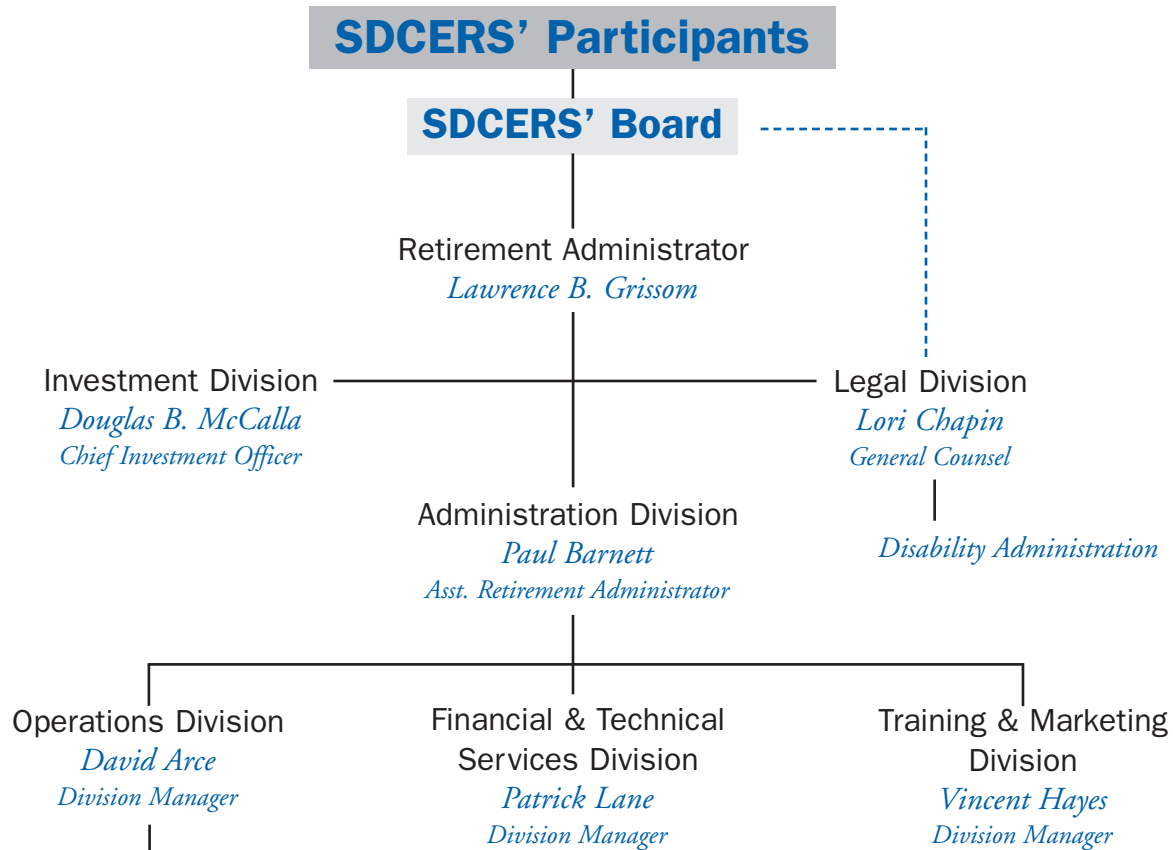 SDCERS’ Participants
SDCERS’ Board
Retirement Administrator
Lawrence B. Grissom
Investment Division
Douglas B. McCalla
Chief Investment Officer
Legal Division
Lori Chapin
General Counsel
Disability Administration
Administration Division
Paul Barnett
Asst. Retirement Administrator
Operations Division
David Arce
Division Manager
Financial & Technical
Services Division
Patrick Lane
Division Manager
Training & Marketing
Division
Vincent Hayes
Division Manager